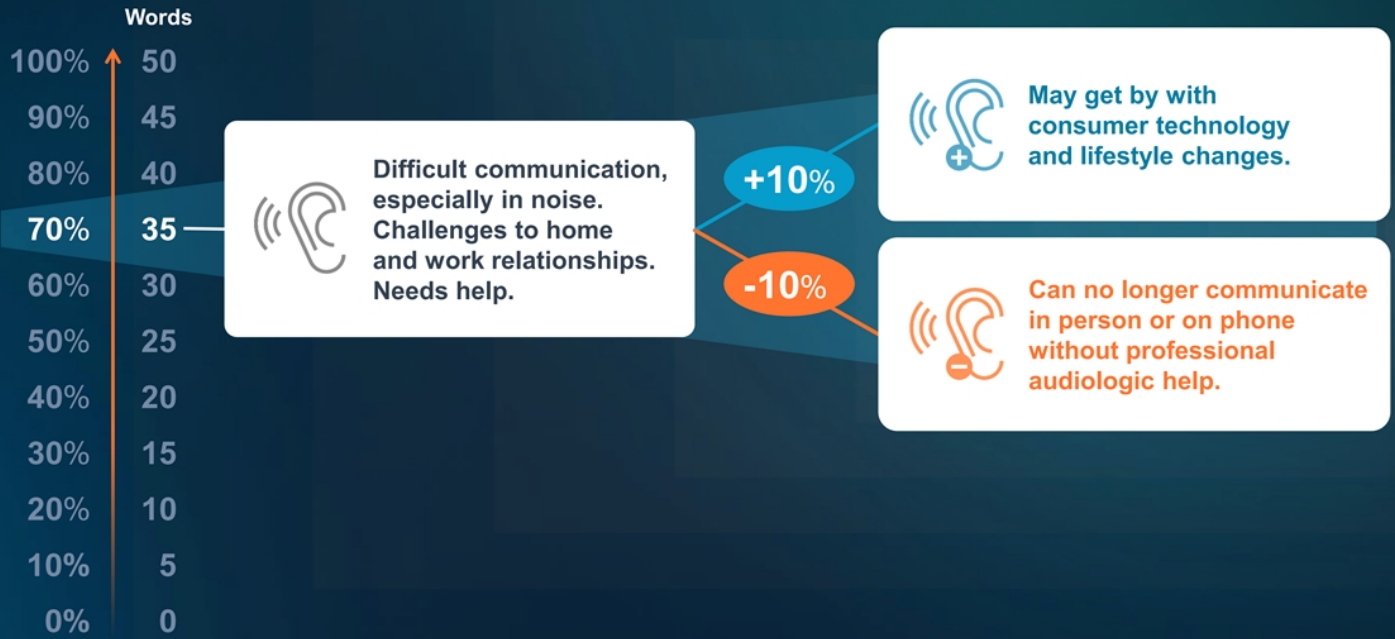 Words
100% 50
90% 45
80% 40
70% 35
60% 30
50% 25
40% 20
30% 15
20% 10
10% 5
0% 0
Difficult communication,
especially in noise.
Challenges to home
and work relationships.
Needs help.
+10%
May get by with
consumer technology
and lifestyle changes.
-10%
Can no longer communicate
in person or on phone
without professional
audiologic help.